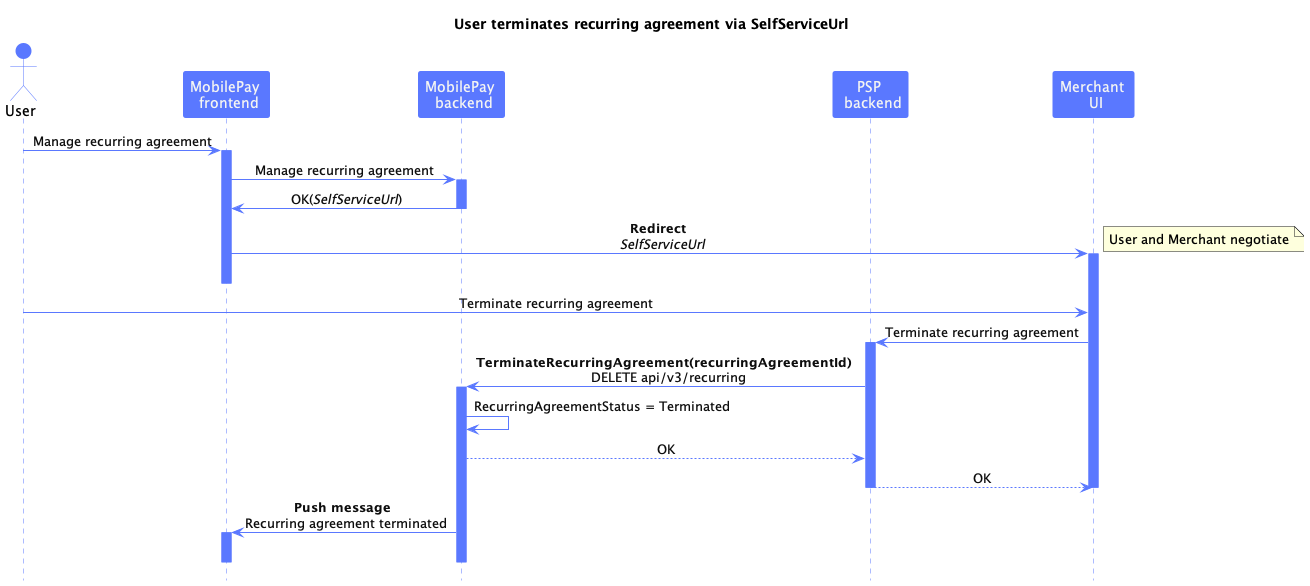 User terminates recurring agreement via SelfServiceUrl
User
MobilePay
frontend
MobilePay
backend
PSP
backend
Merchant
UI
Manage recurring agreement
Manage recurring agreement
OK(SelfServiceUrl)
Redirect
SelfServiceUrl
User and Merchant negotiate
Terminate recurring agreement
Terminate recurring agreement
TerminateRecurringAgreement(recurringAgreementId)
DELETE api/v3/recurring
RecurringAgreementStatus = Terminated
OK
OK
Push message
Recurring agreement terminated